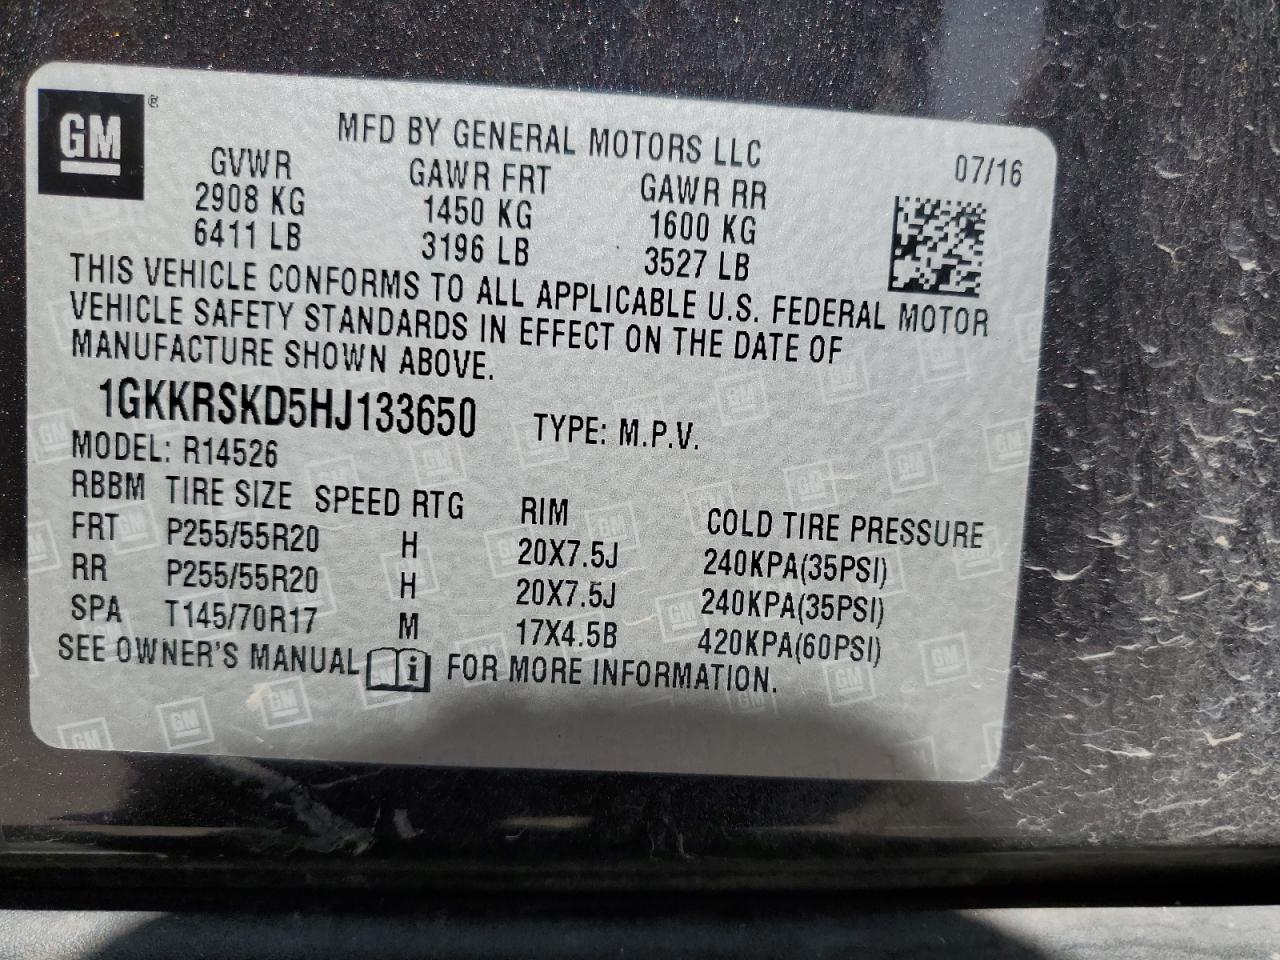 GM ®
MFD BY GENERAL MOTORS LLC
07/16
GVWR GAWR FRT GAWR RR
2908 KG 1450 KG 1600 KG
6411 LB 3196 LB 3527 LB
THIS VEHICLE CONFORMS TO ALL APPLICABLE U.S. FEDERAL MOTOR
VEHICLE SAFETY STANDARDS IN EFFECT ON THE DATE OF
MANUFACTURE SHOWN ABOVE.
1GKKRSKD5HJ133650 TYPE: M.P.V.
MODEL: R14526
RBBM TIRE SIZE SPEED RTG RIM COLD TIRE PRESSURE
FRT P255/55R20 H 20X7.5J 240KPA(35PSI)
RR P255/55R20 H 20X7.5J 240KPA(35PSI)
SPA T145/70R17 M 17X4.5B 420KPA(60PSI)
SEE OWNER'S MANUAL i FOR MORE INFORMATION.